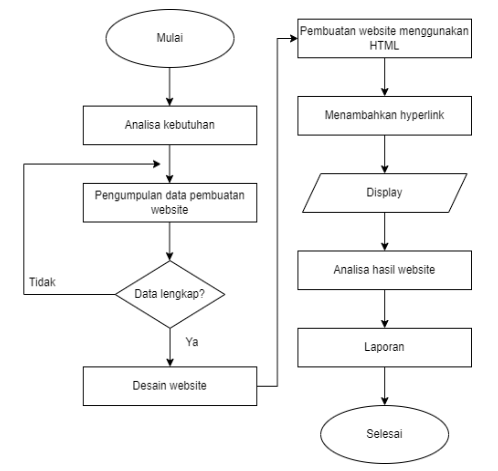 Mulai
Analisa kebutuhan
Pengumpulan data pembuatan
website
Data lengkap?
Tidak
Ya
Desain website
Pembuatan website menggunakan
HTML
Menambahkan hyperlink
Display
Analisa hasil website
Laporan
Selesai